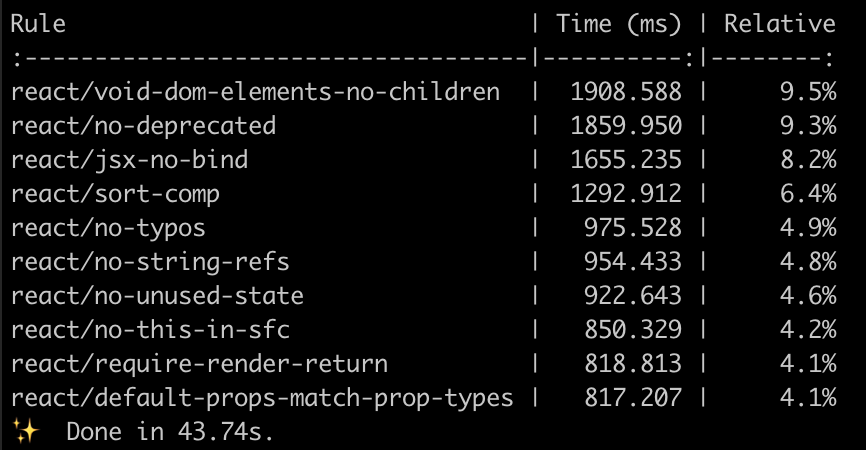 Rule                                 | Time (ms) | Relative
:------------------------------------|----------:|--------:
react/void-dom-elements-no-children  |  1908.588 |     9.5%
react/no-deprecated                  |  1859.950 |     9.3%
react/jsx-no-bind                    |  1655.235 |     8.2%
react/sort-comp                      |  1292.912 |     6.4%
react/no-typos                       |   975.528 |     4.9%
react/no-string-refs                 |   954.433 |     4.8%
react/no-unused-state                |   922.643 |     4.6%
react/no-this-in-sfc                 |   850.329 |     4.2%
react/require-render-return          |   818.813 |     4.1%
react/default-props-match-prop-types |   817.207 |     4.1%
✨  Done in 43.74s.